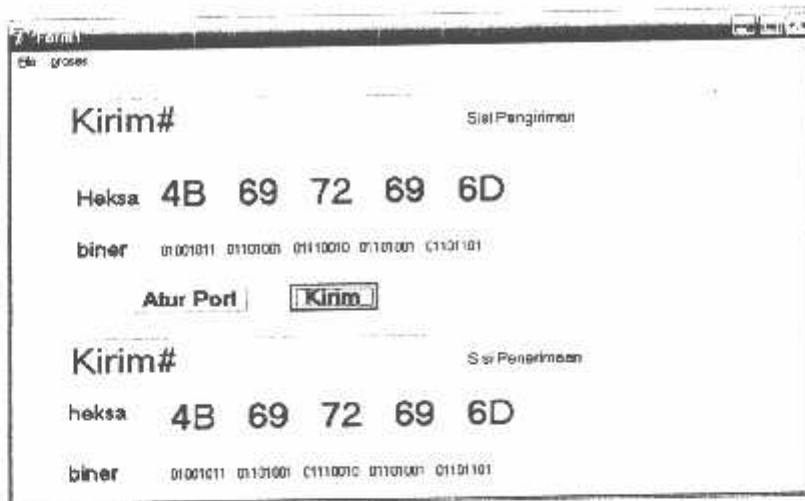 Form1
File proses
Kirim# Sisi Pengiriman
Heksa 4B 69 72 69 6D
biner 01001011 01101001 01110010 01101001 01101101
Atur Port Kirim
Kirim# Sisi Penerimaan
heksa 4B 69 72 69 6D
biner 01001011 01101001 01110010 01101001 01101101